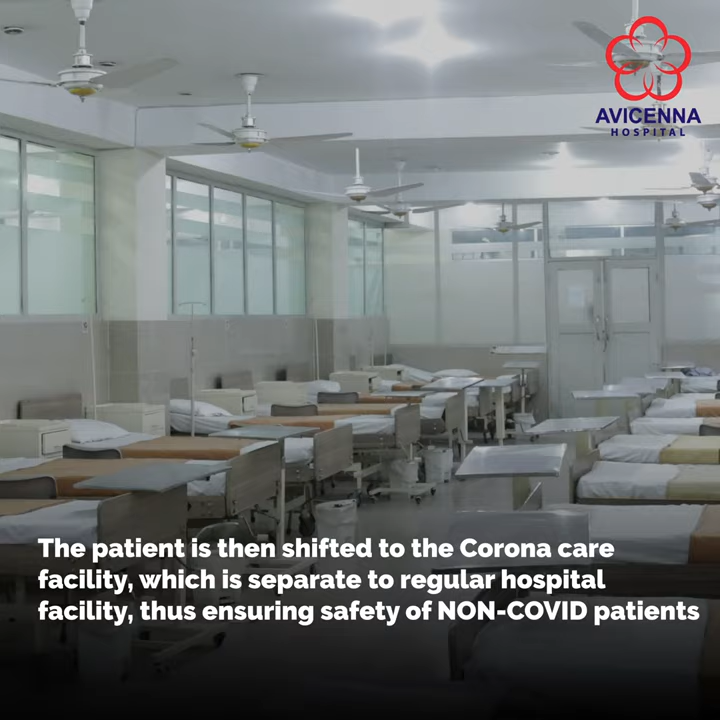 AVICENNA
HOSPITAL
The patient is then shifted to the Corona care
facility, which is separate to regular hospital
facility, thus ensuring safety of NON-COVID patients